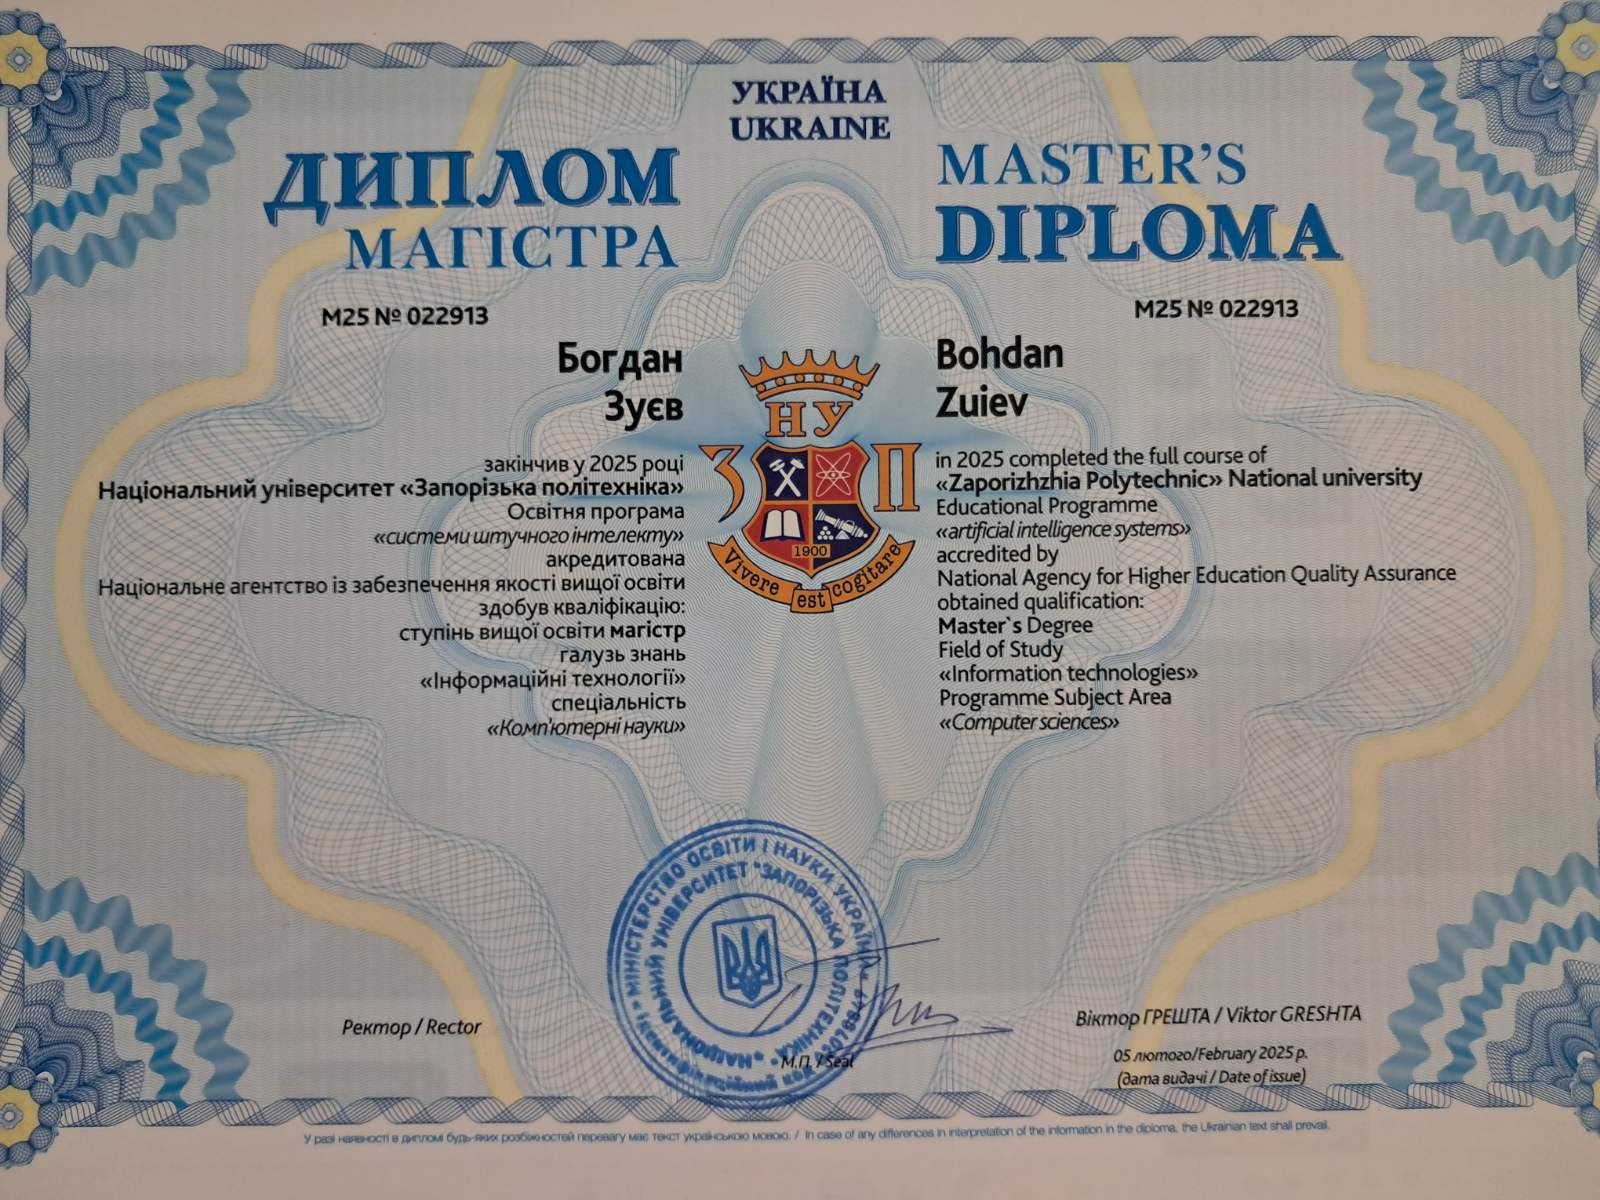 УКРАЇНА
UKRAINE
ДИПЛОМ
МАГІСТРА
M25 № 022913
Богдан
Зуєв
закінчив у 2025 році
Національний університет «Запорізька політехніка»
Освітня програма
«системи штучного інтелекту»
акредитована
Національне агентство із забезпечення якості вищої освіти
здобув кваліфікацію:
ступінь вищої освіти магістр
галузь знань
«Інформаційні технології»
спеціальність
«Комп'ютерні науки»
НУ
З П
1900
Vivere est cogitare
MASTER’S
DIPLOMA
M25 № 022913
Bohdan
Zuiev
in 2025 completed the full course of
«Zaporizhzhia Polytechnic» National university
Educational Programme
«artificial intelligence systems»
accredited by
National Agency for Higher Education Quality Assurance
obtained qualification:
Master`s Degree
Field of Study
«Information technologies»
Programme Subject Area
«Computer sciences»
МІНІСТЕРСТВО ОСВІТИ І НАУКИ УКРАЇНИ
НАЦІОНАЛЬНИЙ УНІВЕРСИТЕТ "ЗАПОРІЗЬКА ПОЛІТЕХНІКА"
Ідентифікаційний код
Ректор / Rector
М.П. / Seal
Віктор ГРЕШТА / Viktor GRESHTA
05 лютого/February 2025 р.
(дата видачі / Date of issue)
У разі наявності в дипломі будь-яких розбіжностей перевагу має текст українською мовою. / In case of any differences in interpretation of the information in the diploma, the Ukrainian text shall prevail.